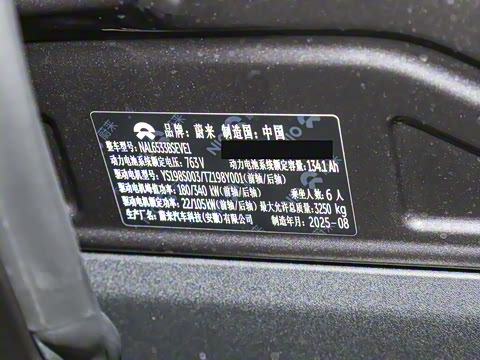 品牌：蔚来 制造国：中国
整车型号：NAL6533BSEVE1
动力电池系统额定电压：763 V 动力电池系统额定容量：134.1 Ah
驱动电机型号：YS198S003/TZ198Y001(前轴/后轴)
驱动电机峰值功率：180/340 kW(前轴/后轴) 乘坐人数：6 人
驱动电机额定功率：22/105 kW(前轴/后轴) 最大允许总质量：3250 kg
生产厂名：蔚来汽车科技(安徽)有限公司 制造年月：2025-08